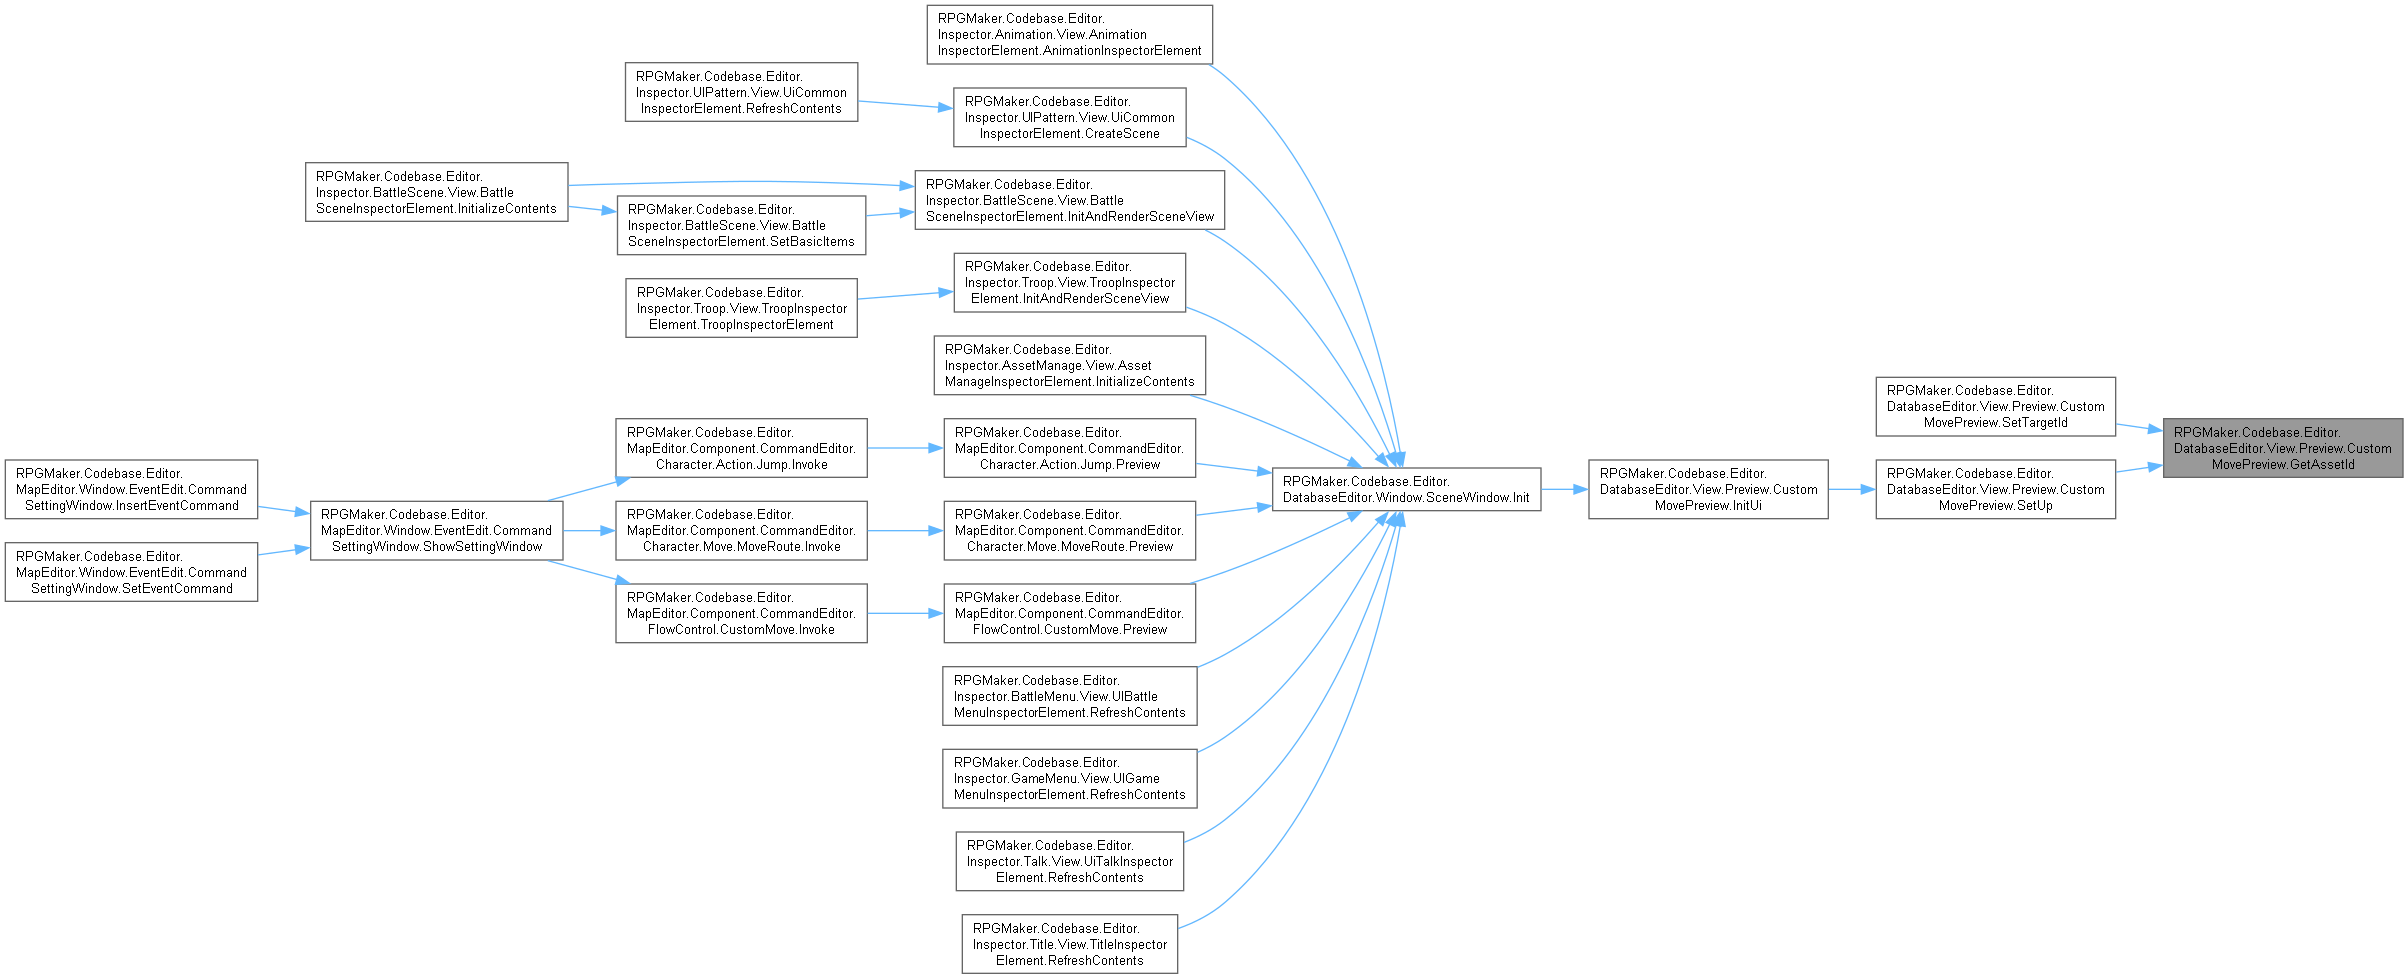 RPGMaker.Codebase.Editor.
Inspector.Animation.View.Animation
InspectorElement.AnimationInspectorElement
RPGMaker.Codebase.Editor.
Inspector.UIPattern.View.UiCommon
InspectorElement.RefreshContents
RPGMaker.Codebase.Editor.
Inspector.UIPattern.View.UiCommon
InspectorElement.CreateScene
RPGMaker.Codebase.Editor.
Inspector.BattleScene.View.Battle
SceneInspectorElement.InitializeContents
RPGMaker.Codebase.Editor.
Inspector.BattleScene.View.Battle
SceneInspectorElement.SetBasicItems
RPGMaker.Codebase.Editor.
Inspector.BattleScene.View.Battle
SceneInspectorElement.InitAndRenderSceneView
RPGMaker.Codebase.Editor.
Inspector.Troop.View.TroopInspector
Element.TroopInspectorElement
RPGMaker.Codebase.Editor.
Inspector.Troop.View.TroopInspector
Element.InitAndRenderSceneView
RPGMaker.Codebase.Editor.
Inspector.AssetManage.View.Asset
ManageInspectorElement.InitializeContents
RPGMaker.Codebase.Editor.
MapEditor.Window.EventEdit.Command
SettingWindow.InsertEventCommand
RPGMaker.Codebase.Editor.
MapEditor.Window.EventEdit.Command
SettingWindow.SetEventCommand
RPGMaker.Codebase.Editor.
MapEditor.Window.EventEdit.Command
SettingWindow.ShowSettingWindow
RPGMaker.Codebase.Editor.
MapEditor.Component.CommandEditor.
Character.Action.Jump.Invoke
RPGMaker.Codebase.Editor.
MapEditor.Component.CommandEditor.
Character.Move.MoveRoute.Invoke
RPGMaker.Codebase.Editor.
MapEditor.Component.CommandEditor.
FlowControl.CustomMove.Invoke
RPGMaker.Codebase.Editor.
MapEditor.Component.CommandEditor.
Character.Action.Jump.Preview
RPGMaker.Codebase.Editor.
MapEditor.Component.CommandEditor.
Character.Move.MoveRoute.Preview
RPGMaker.Codebase.Editor.
MapEditor.Component.CommandEditor.
FlowControl.CustomMove.Preview
RPGMaker.Codebase.Editor.
Inspector.BattleMenu.View.UIBattle
MenuInspectorElement.RefreshContents
RPGMaker.Codebase.Editor.
Inspector.GameMenu.View.UIGame
MenuInspectorElement.RefreshContents
RPGMaker.Codebase.Editor.
Inspector.Talk.View.UiTalkInspector
Element.RefreshContents
RPGMaker.Codebase.Editor.
Inspector.Title.View.TitleInspector
Element.RefreshContents
RPGMaker.Codebase.Editor.
DatabaseEditor.Window.SceneWindow.Init
RPGMaker.Codebase.Editor.
DatabaseEditor.View.Preview.Custom
MovePreview.InitUi
RPGMaker.Codebase.Editor.
DatabaseEditor.View.Preview.Custom
MovePreview.SetTargetId
RPGMaker.Codebase.Editor.
DatabaseEditor.View.Preview.Custom
MovePreview.SetUp
RPGMaker.Codebase.Editor.
DatabaseEditor.View.Preview.Custom
MovePreview.GetAssetId